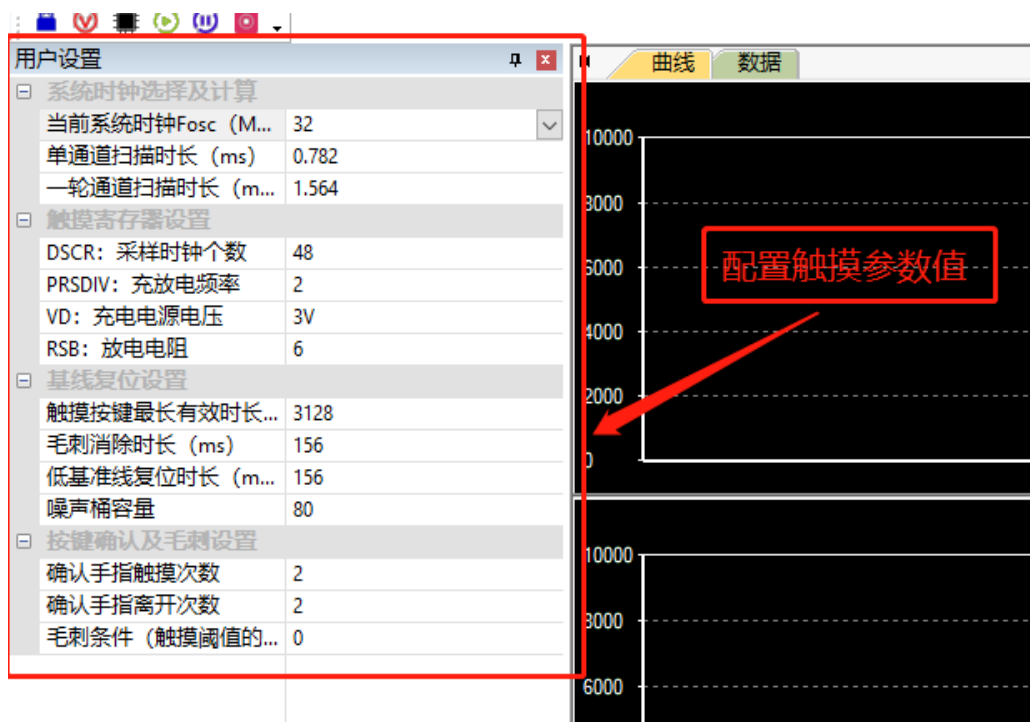 用户设置
曲线
数据
系统时钟选择及计算
当前系统时钟Fosc（M... 32
单通道扫描时长（ms） 0.782
一轮通道扫描时长（m... 1.564
触摸寄存器设置
DSCR：采样时钟个数 48
PRSDIV：充放电频率 2
VD：充电电源电压 3V
RSB：放电电阻 6
基线复位设置
触摸按键最长有效时长... 3128
毛刺消除时长（ms） 156
低基准线复位时长（m... 156
噪声桶容量 80
按键确认及毛刺设置
确认手指触摸次数 2
确认手指离开次数 2
毛刺条件（触摸阈值的... 0
10000
8000
6000
4000
2000
0
配置触摸参数值
10000
8000
6000